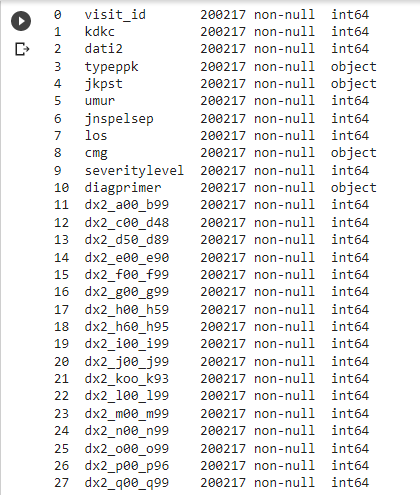 0 visit_id 200217 non-null int64
1 kdkc 200217 non-null int64
2 dati2 200217 non-null int64
3 typeppk 200217 non-null object
4 jkpst 200217 non-null object
5 umur 200217 non-null int64
6 jnspelsep 200217 non-null int64
7 los 200217 non-null int64
8 cmg 200217 non-null object
9 severitylevel 200217 non-null int64
10 diagprimer 200217 non-null object
11 dx2_a00_b99 200217 non-null int64
12 dx2_c00_d48 200217 non-null int64
13 dx2_d50_d89 200217 non-null int64
14 dx2_e00_e90 200217 non-null int64
15 dx2_f00_f99 200217 non-null int64
16 dx2_g00_g99 200217 non-null int64
17 dx2_h00_h59 200217 non-null int64
18 dx2_h60_h95 200217 non-null int64
19 dx2_i00_i99 200217 non-null int64
20 dx2_j00_j99 200217 non-null int64
21 dx2_koo_k93 200217 non-null int64
22 dx2_l00_l99 200217 non-null int64
23 dx2_m00_m99 200217 non-null int64
24 dx2_n00_n99 200217 non-null int64
25 dx2_o00_o99 200217 non-null int64
26 dx2_p00_p96 200217 non-null int64
27 dx2_q00_q99 200217 non-null int64